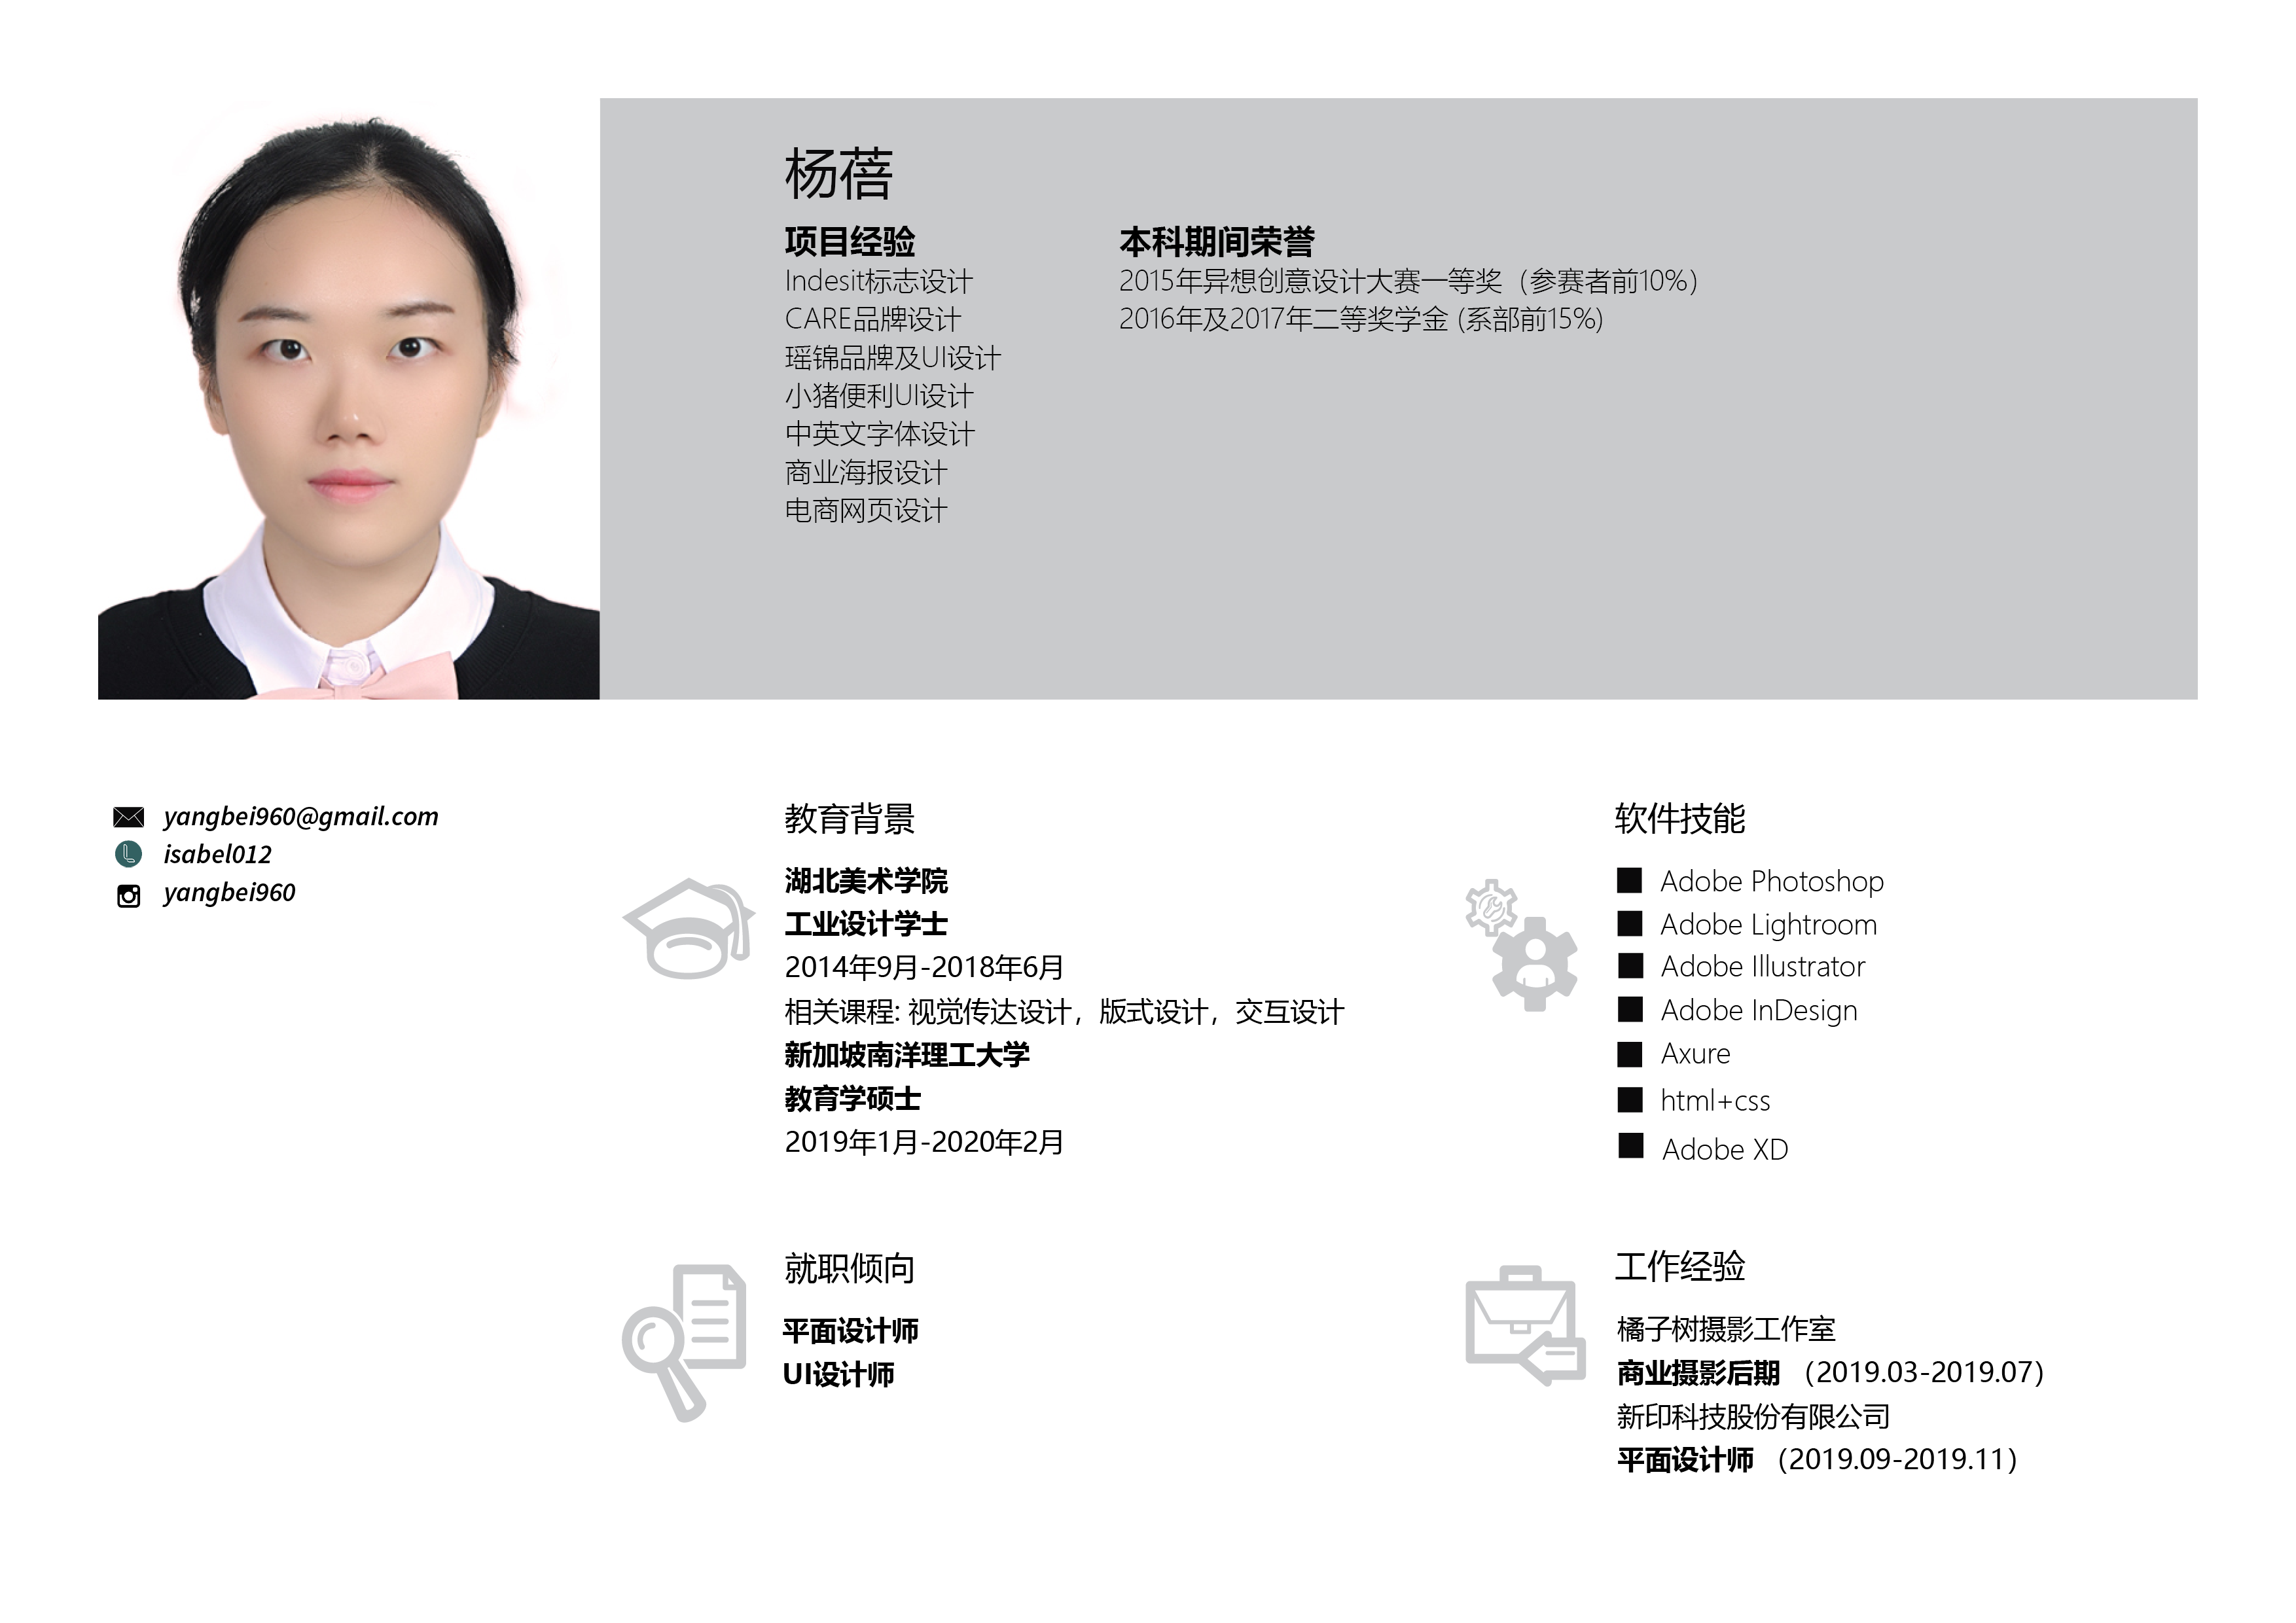 杨蓓
项目经验
Indesit标志设计
CARE品牌设计
瑶锦品牌及UI设计
小猪便利UI设计
中英文字体设计
商业海报设计
电商网页设计
本科期间荣誉
2015年异想创意设计大赛一等奖（参赛者前10%）
2016年及2017年二等奖学金 (系部前15%)
yangbei960@gmail.com
isabel012
yangbei960
教育背景
湖北美术学院
工业设计学士
2014年9月-2018年6月
相关课程: 视觉传达设计，版式设计，交互设计
新加坡南洋理工大学
教育学硕士
2019年1月-2020年2月
软件技能
Adobe Photoshop
Adobe Lightroom
Adobe Illustrator
Adobe InDesign
Axure
html+css
Adobe XD
就职倾向
平面设计师
UI设计师
工作经验
橘子树摄影工作室
商业摄影后期 （2019.03-2019.07）
新印科技股份有限公司
平面设计师 （2019.09-2019.11）